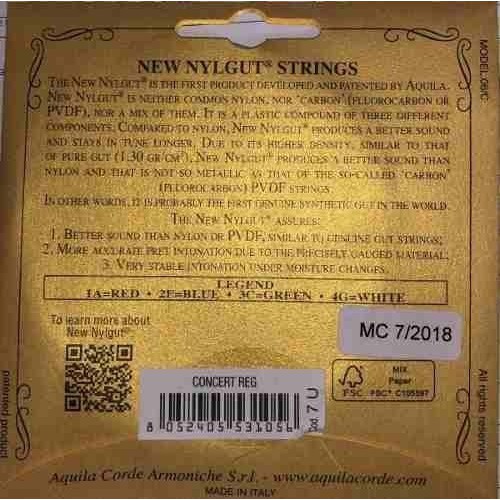 NEW NYLGUT® STRINGS
THE NEW NYLGUT® IS THE FIRST PRODUCT DEVELOPED AND PATENTED BY AQUILA.
NEW NYLGUT® IS NEITHER COMMON NYLON, NOR 'CARBON' (FLUOROCARBON OR
PVDF), NOR A MIX OF THEM. IT IS A PLASTIC COMPOUND OF THREE DIFFERENT
COMPONENTS. COMPARED TO NYLON, NEW NYLGUT® PRODUCES A BETTER SOUND
AND STAYS IN TUNE LONGER. DUE TO ITS HIGHER DENSITY, SIMILAR TO THAT
OF PURE GUT (1.30 GR/CM³), NEW NYLGUT® PRODUCES A BETTER SOUND THAN
NYLON AND THAT IS NOT SO METALLIC AS THAT OF THE SO-CALLED 'CARBON'
(FLUOROCARBON) PVDF STRINGS.
IN OTHER WORDS, IT IS PROBABLY THE FIRST GENUINE SYNTHETIC GUT IN THE WORLD.
THE NEW NYLGUT® ASSURES:
1. BETTER SOUND THAN NYLON OR PVDF, SIMILAR TO GENUINE GUT STRINGS;
2. MORE ACCURATE FRET INTONATION DUE TO THE PRECISELY GAUGED MATERIAL;
3. VERY STABLE INTONATION UNDER MOISTURE CHANGES.
LEGEND
1A=RED • 2E=BLUE • 3C=GREEN • 4G=WHITE
To learn more about
New Nylgut®
MC 7/2018
CONCERT REG
8 052405 531056
Cod 7 U
FSC
MIX
Paper
FSC® C105597
Aquila Corde Armoniche S.r.l. - www.aquilacorde.com
MADE IN ITALY
patented product
All rights reserved